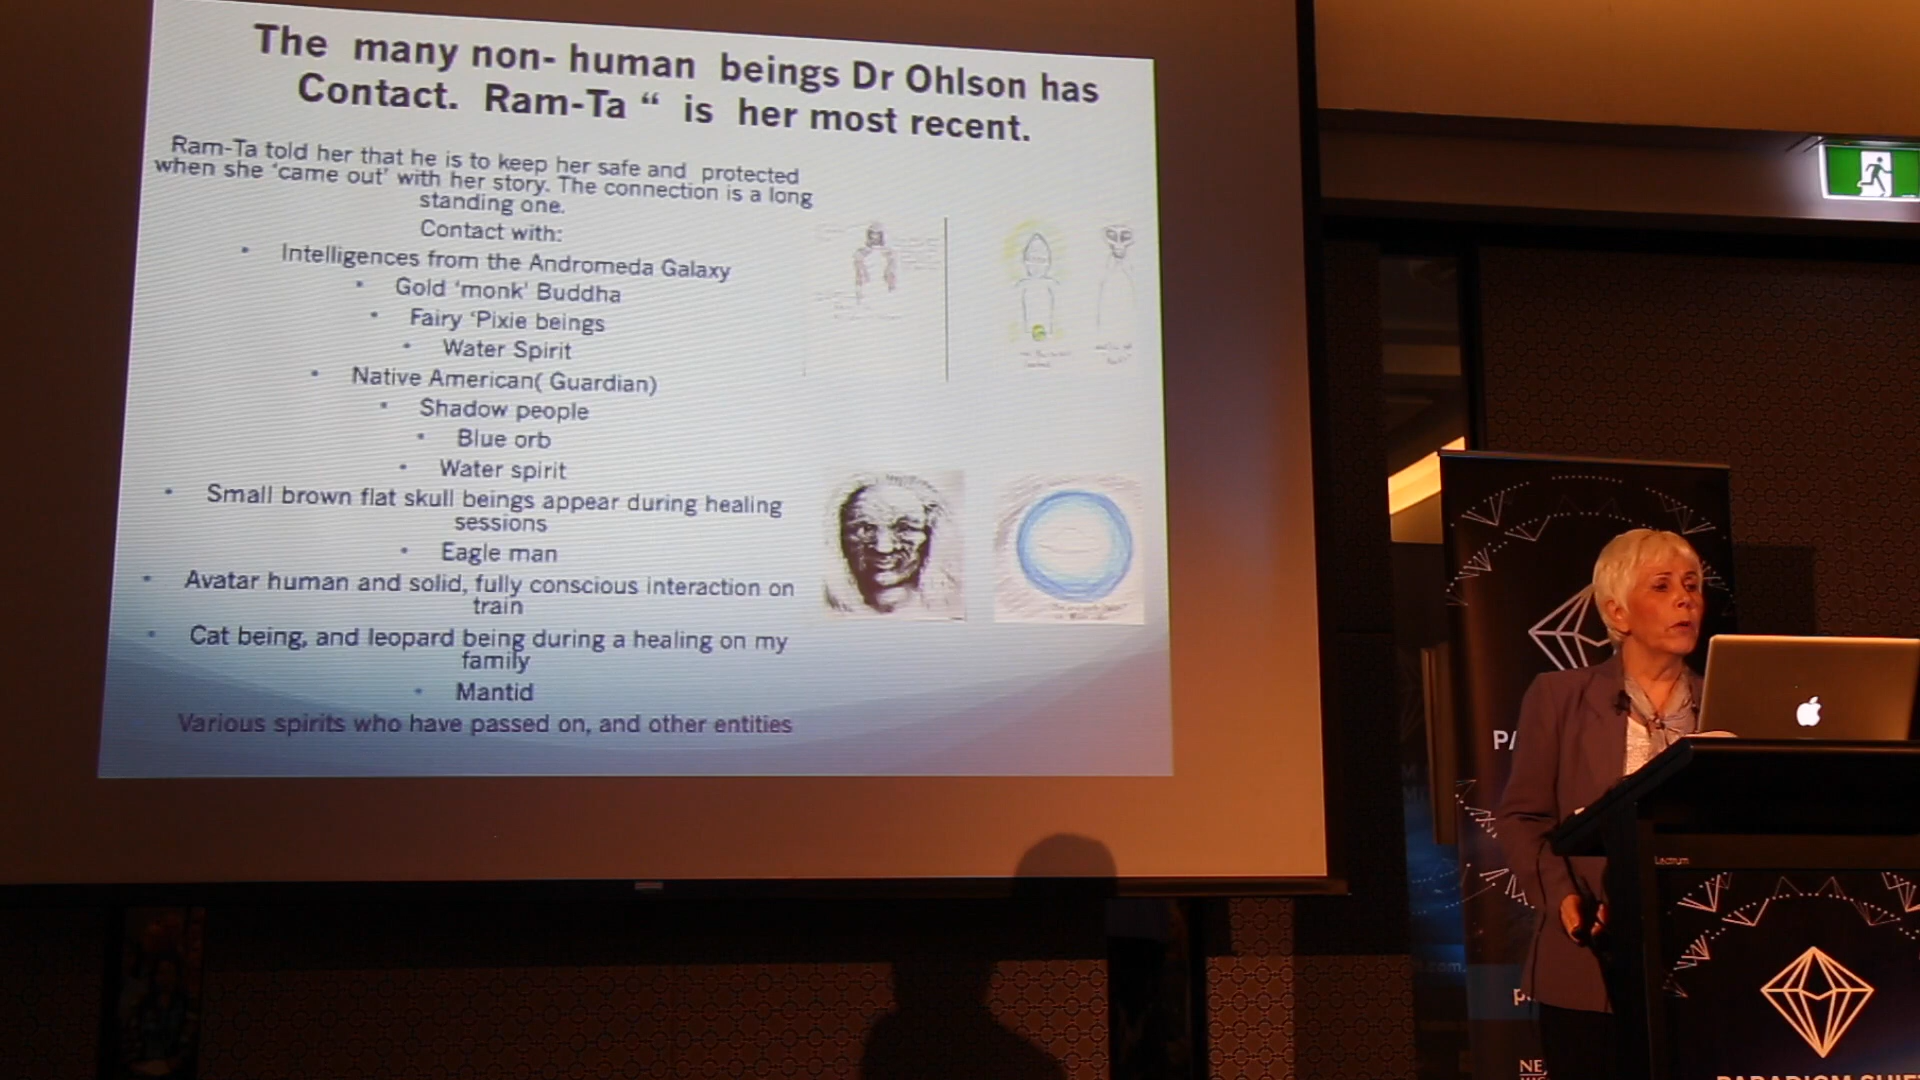 The many non- human beings Dr Ohlson has
Contact. Ram-Ta “ is her most recent.
Ram-Ta told her that he is to keep her safe and protected
when she ‘came out’ with her story. The connection is a long
standing one.
Contact with:
• Intelligences from the Andromeda Galaxy
• Gold ‘monk’ Buddha
• Fairy ‘Pixie beings
• Water Spirit
• Native American( Guardian)
• Shadow people
• Blue orb
• Water spirit
• Small brown flat skull beings appear during healing
sessions
• Eagle man
• Avatar human and solid, fully conscious interaction on
train
• Cat being, and leopard being during a healing on my
family
• Mantid
Various spirits who have passed on, and other entities
PA
Lectrum
NE
PARADIGM SHIF